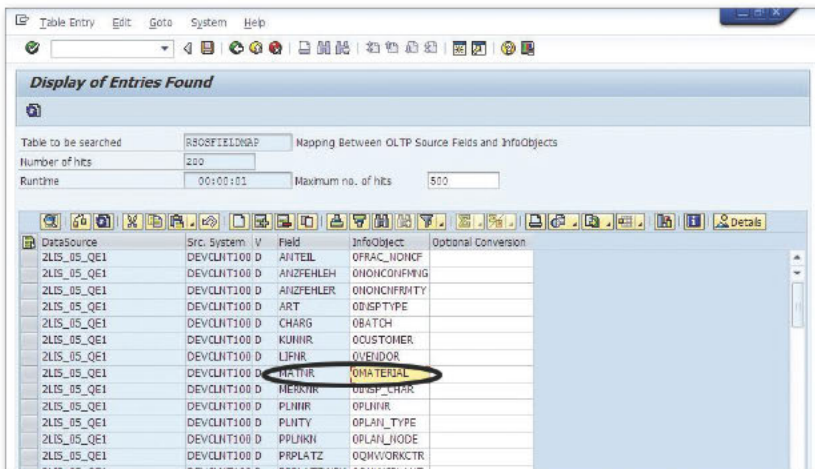 Table Entry Edit Goto System Help
Display of Entries Found
Table to be searched RSOSFIELDMAP Mapping Between OLTP Source Fields and InfoObjects
Number of hits 280
Runtime 00:00:01 Maximum no. of hits 500
Details
DataSource Src. System V Field InfoObject Optional Conversion
2LIS_05_QE1 DEVCLNT100 D ANTEIL 0FRAC_NONCF
2LIS_05_QE1 DEVCLNT100 D ANZFEHLEH 0NONCONFMNG
2LIS_05_QE1 DEVCLNT100 D ANZFEHLER 0NONCNFRMTY
2LIS_05_QE1 DEVCLNT100 D ART 0INSPTYPE
2LIS_05_QE1 DEVCLNT100 D CHARG 0BATCH
2LIS_05_QE1 DEVCLNT100 D KUNNR 0CUSTOMER
2LIS_05_QE1 DEVCLNT100 D LIFNR 0VENDOR
2LIS_05_QE1 DEVCLNT100 D MATNR 0MATERIAL
2LIS_05_QE1 DEVCLNT100 D MERKNR 0INSP_CHAR
2LIS_05_QE1 DEVCLNT100 D PLNNR 0PLNNR
2LIS_05_QE1 DEVCLNT100 D PLNTY 0PLAN_TYPE
2LIS_05_QE1 DEVCLNT100 D PPLNKN 0PLAN_NODE
2LIS_05_QE1 DEVCLNT100 D PRPLATZ 0QMWORKCTR